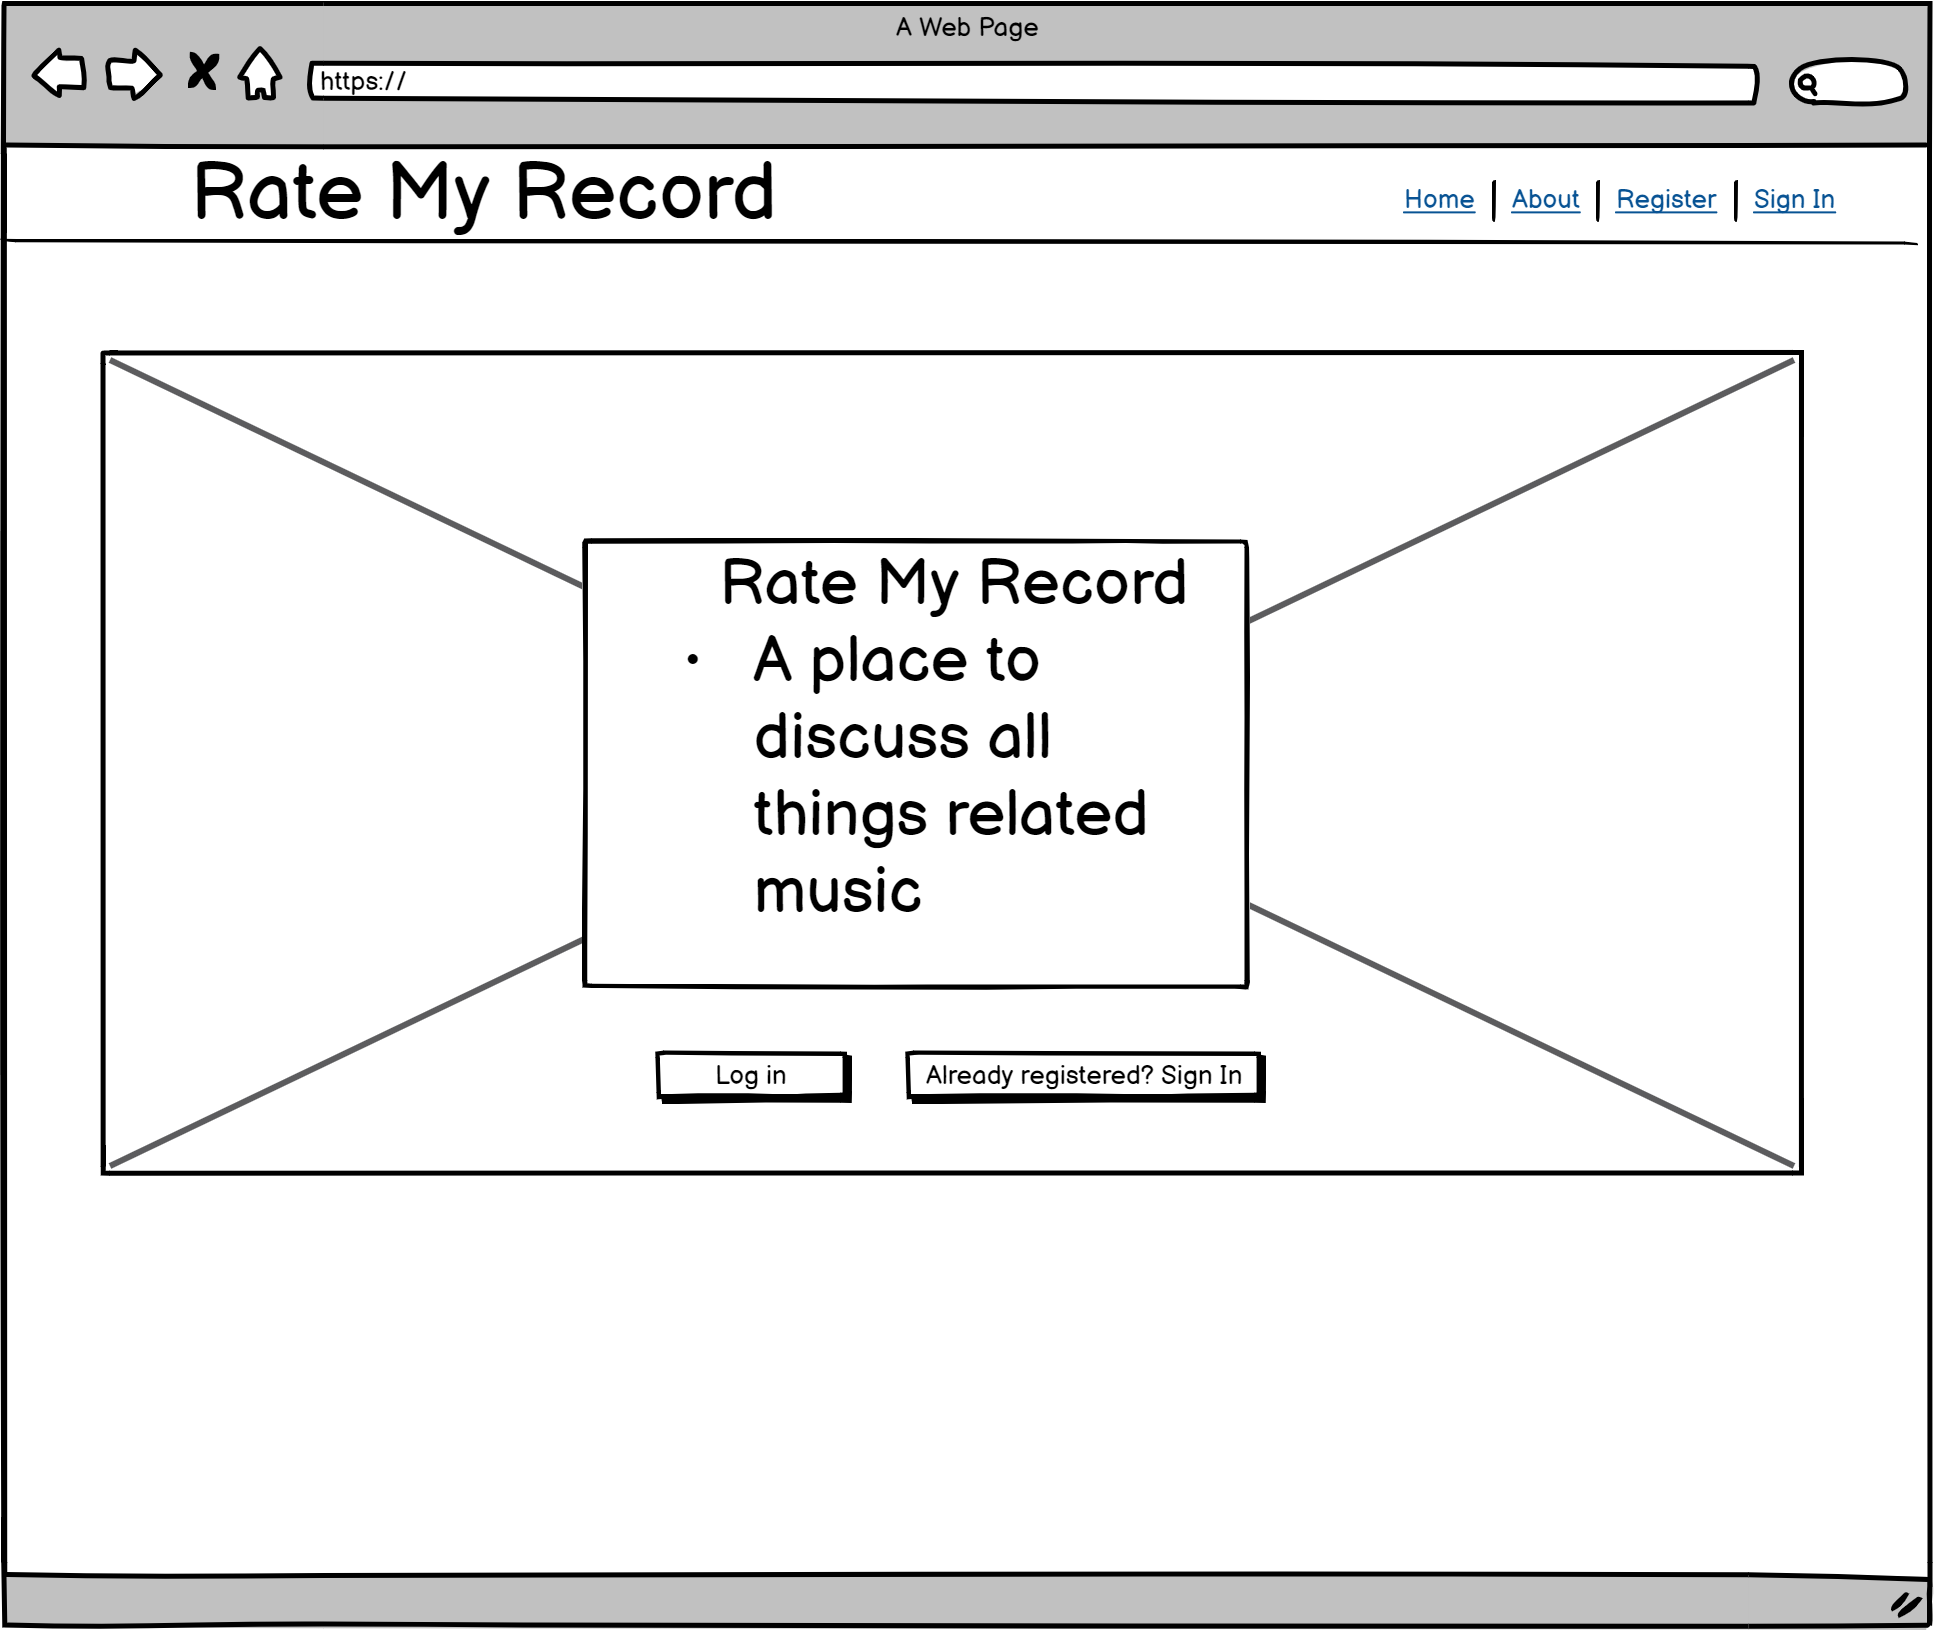 A Web Page
https://
Rate My Record
Home | About | Register | Sign In
Rate My Record
• A place to
discuss all
things related
music
Log in
Already registered? Sign In